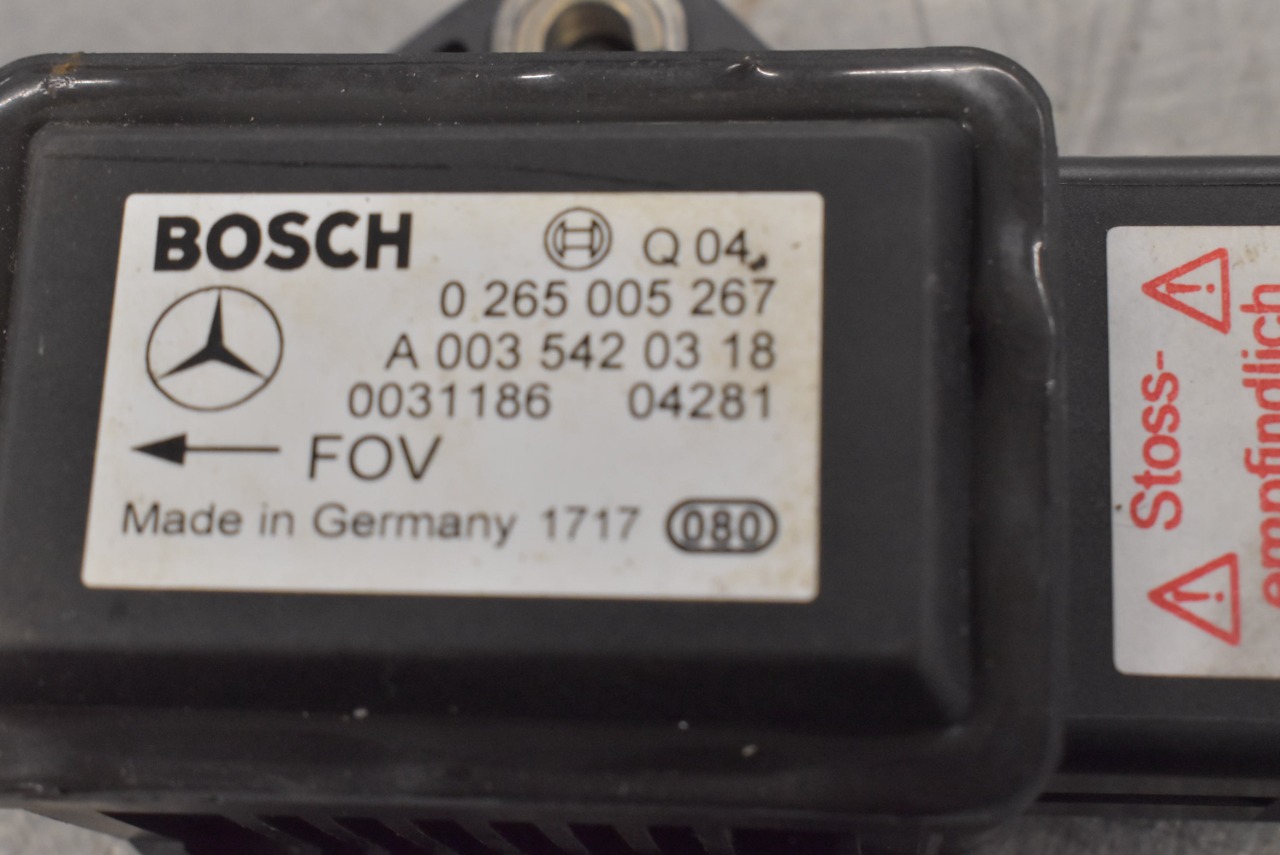 BOSCH Q 04
0 265 005 267
A 003 542 03 18
0031186 04281
FOV
Made in Germany 1717 080
Stoss-
empfindlich